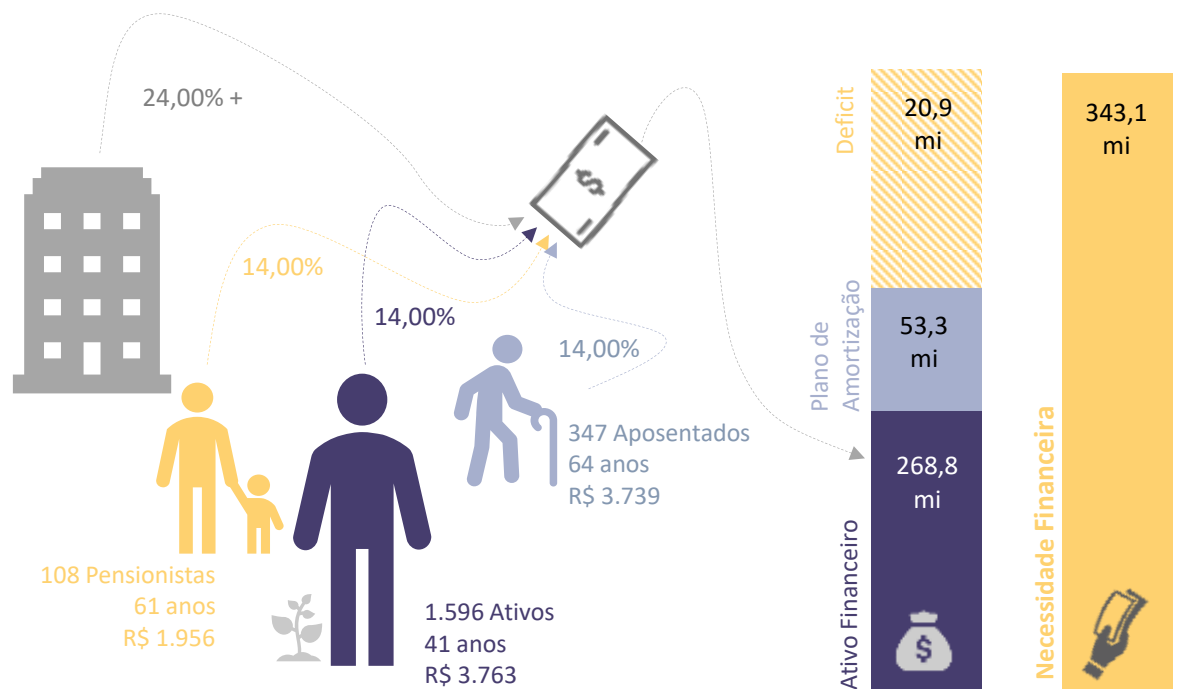 24,00% +
14,00%
14,00%
14,00%
108 Pensionistas
61 anos
R$ 1.956
1.596 Ativos
41 anos
R$ 3.763
347 Aposentados
64 anos
R$ 3.739
Deficit
20,9
mi
Plano de
Amortização
53,3
mi
Ativo Financeiro
268,8
mi
Necessidade Financeira
343,1
mi
$
$